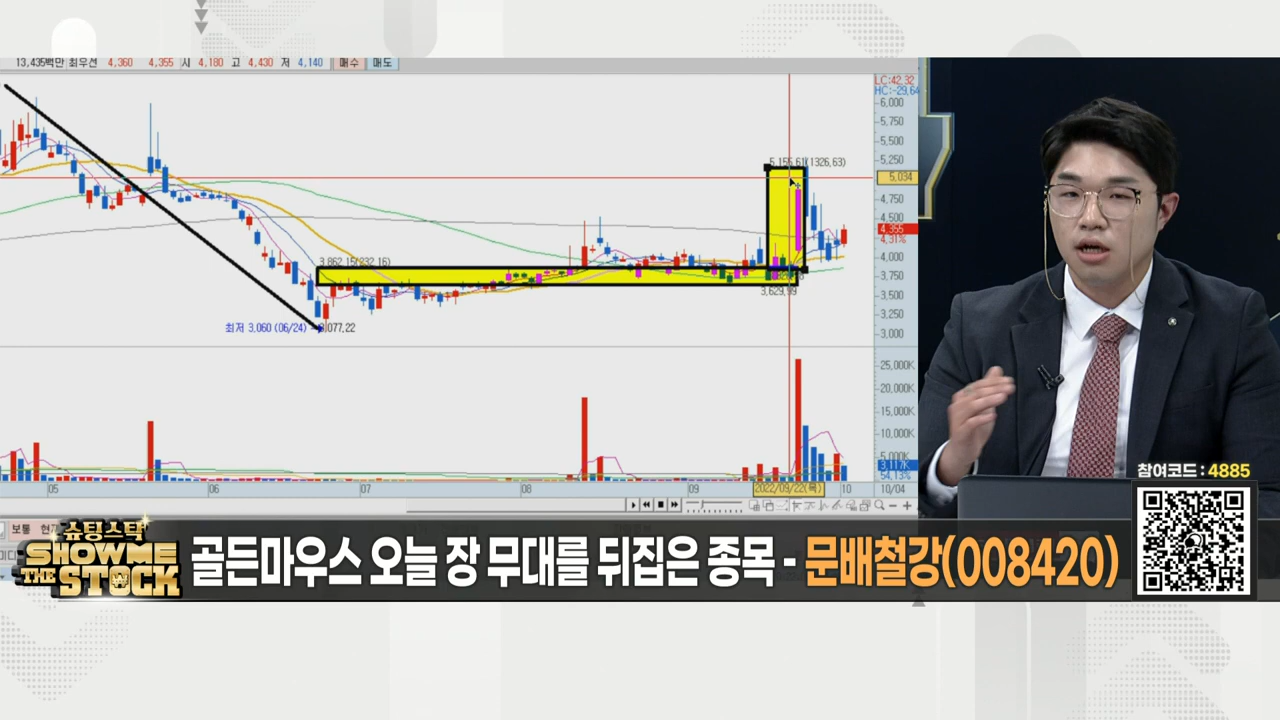 13,435백만 최우선 4,360 4,355 시 4,180 고 4,430 저 4,140 매수 매도
LC:42.32
HC:-29.64
6,000
5,750
5,500
5,250
5,034
4,750
4,500
4,355
4.31%
4,000
3,750
3,500
3,250
3,000
5,155.61(1326.63)
3,862.15(232.16)
3,629.99
최저 3,060 (06/24)
3,077.22
25,000K
20,000K
15,000K
10,000K
5,000K
3,117K
54.13%
05
06
07
08
09
2022/09/22(목)
10
10/04
보통
참여코드 : 4885
슈팅스탁
SHOW ME
THE STOCK
골든마우스 오늘 장 무대를 뒤집은 종목 - 문배철강(008420)